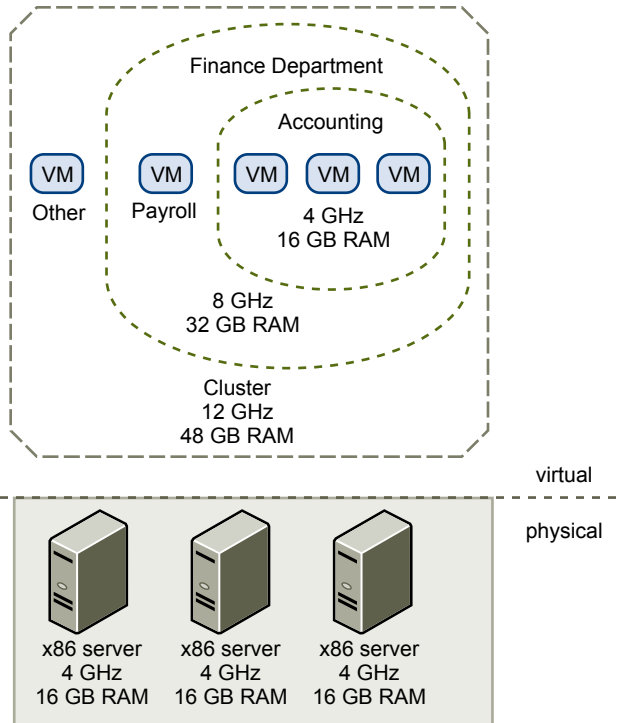 Finance Department
Accounting
VM
VM
VM
VM
VM
Other
Payroll
4 GHz
16 GB RAM
8 GHz
32 GB RAM
Cluster
12 GHz
48 GB RAM
virtual
physical
x86 server
4 GHz
16 GB RAM
x86 server
4 GHz
16 GB RAM
x86 server
4 GHz
16 GB RAM